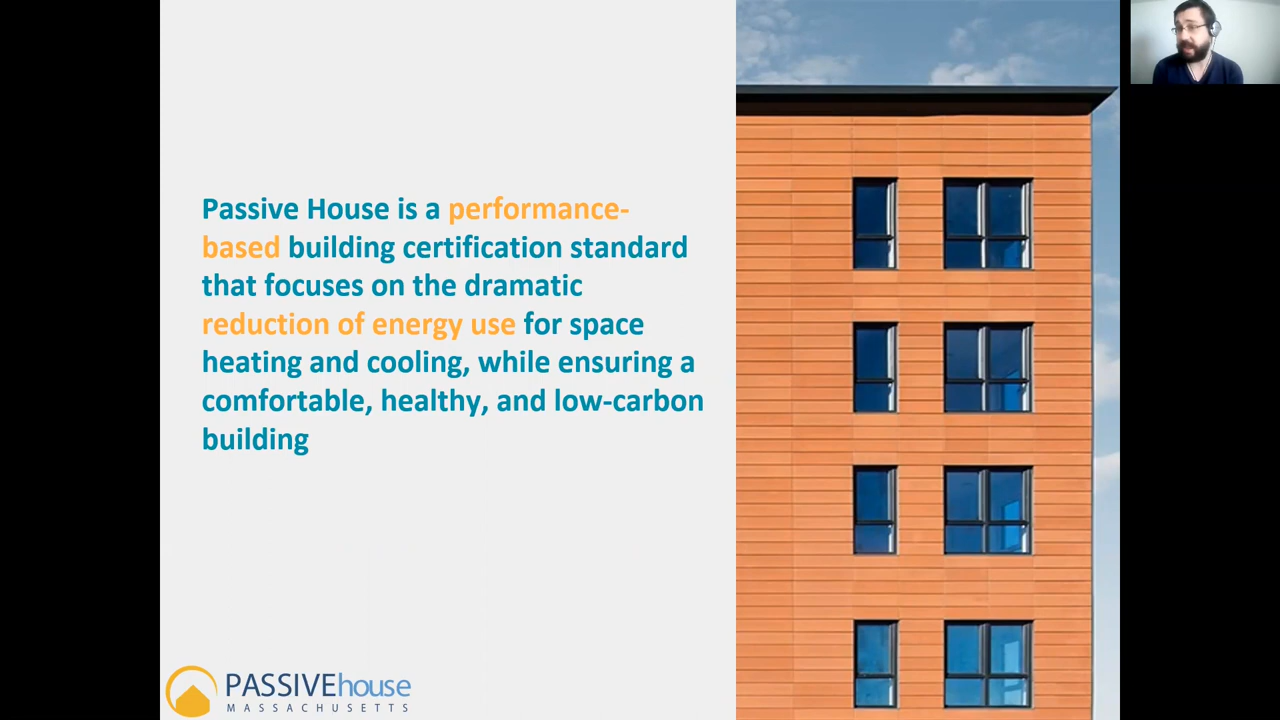 Passive House is a performance-
based building certification standard
that focuses on the dramatic
reduction of energy use for space
heating and cooling, while ensuring a
comfortable, healthy, and low-carbon
building
PASSIVEhouse
MASSACHUSETTS